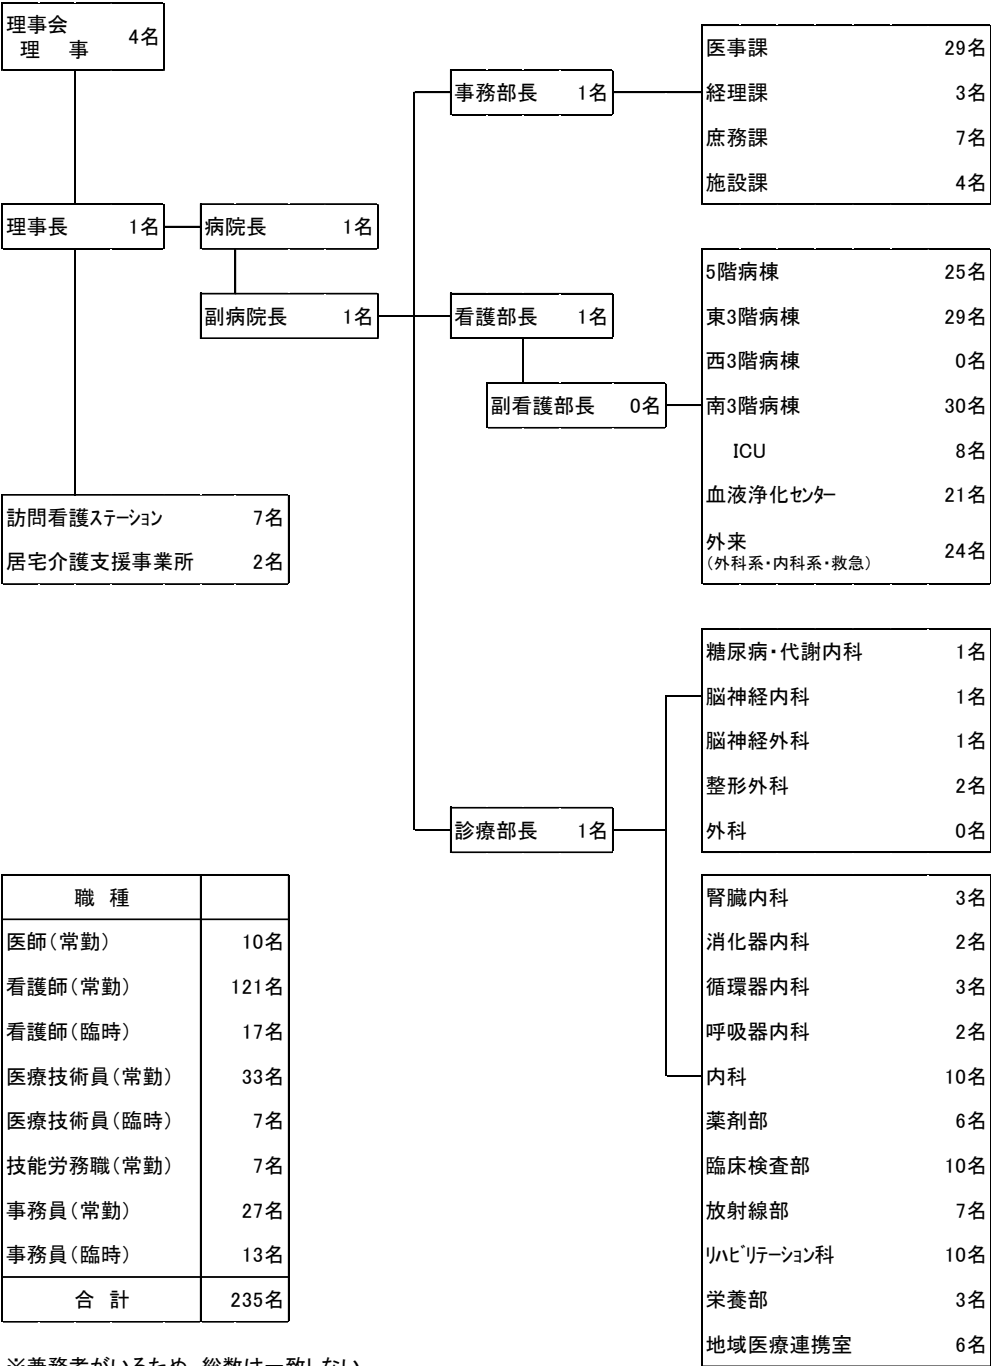 理事会
理　事　4名
理事長　1名
病院長　1名
副病院長　1名
訪問看護ステーション　7名
居宅介護支援事業所　2名
事務部長　1名
医事課　29名
経理課　3名
庶務課　7名
施設課　4名
看護部長　1名
副看護部長　0名
5階病棟　25名
東3階病棟　29名
西3階病棟　0名
南3階病棟　30名
ICU　8名
血液浄化センター　21名
外来　24名
(外科系・内科系・救急)
診療部長　1名
糖尿病・代謝内科　1名
脳神経内科　1名
脳神経外科　1名
整形外科　2名
外科　0名
腎臓内科　3名
消化器内科　2名
循環器内科　3名
呼吸器内科　2名
内科　10名
薬剤部　6名
臨床検査部　10名
放射線部　7名
リハビリテーション科　10名
栄養部　3名
地域医療連携室　6名
職　種
医師（常勤）　10名
看護師（常勤）　121名
看護師（臨時）　17名
医療技術員（常勤）　33名
医療技術員（臨時）　7名
技能労務職（常勤）　7名
事務員（常勤）　27名
事務員（臨時）　13名
合　計　235名
※兼務者がいるため、総数は一致しない